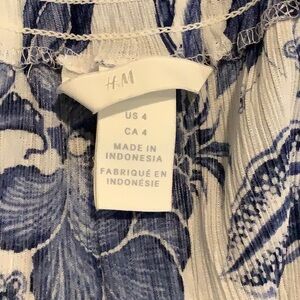 H&M
US 4
CA 4
MADE IN
INDONESIA
FABRIQUÉ EN
INDONÉSIE